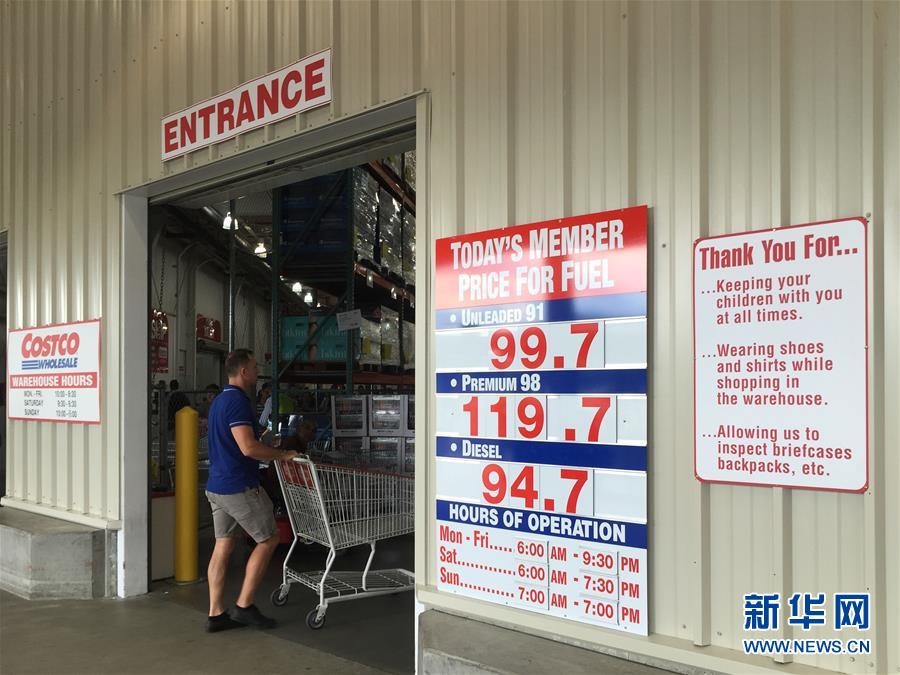 ENTRANCE
COSTCO
WHOLESALE
WAREHOUSE HOURS
MON.-FRI.
SATURDAY
SUNDAY
TODAY'S MEMBER
PRICE FOR FUEL
• UNLEADED 91
99.7
• PREMIUM 98
119.7
• DIESEL
94.7
HOURS OF OPERATION
Mon - Fri..... 6:00 AM - 9:30 PM
Sat............... 6:00 AM - 7:30 PM
Sun.............. 7:00 AM - 7:00 PM
Thank You For...
...Keeping your
children with you
at all times.
...Wearing shoes
and shirts while
shopping in
the warehouse.
...Allowing us to
inspect briefcases
backpacks, etc.
新华网
WWW.NEWS.CN